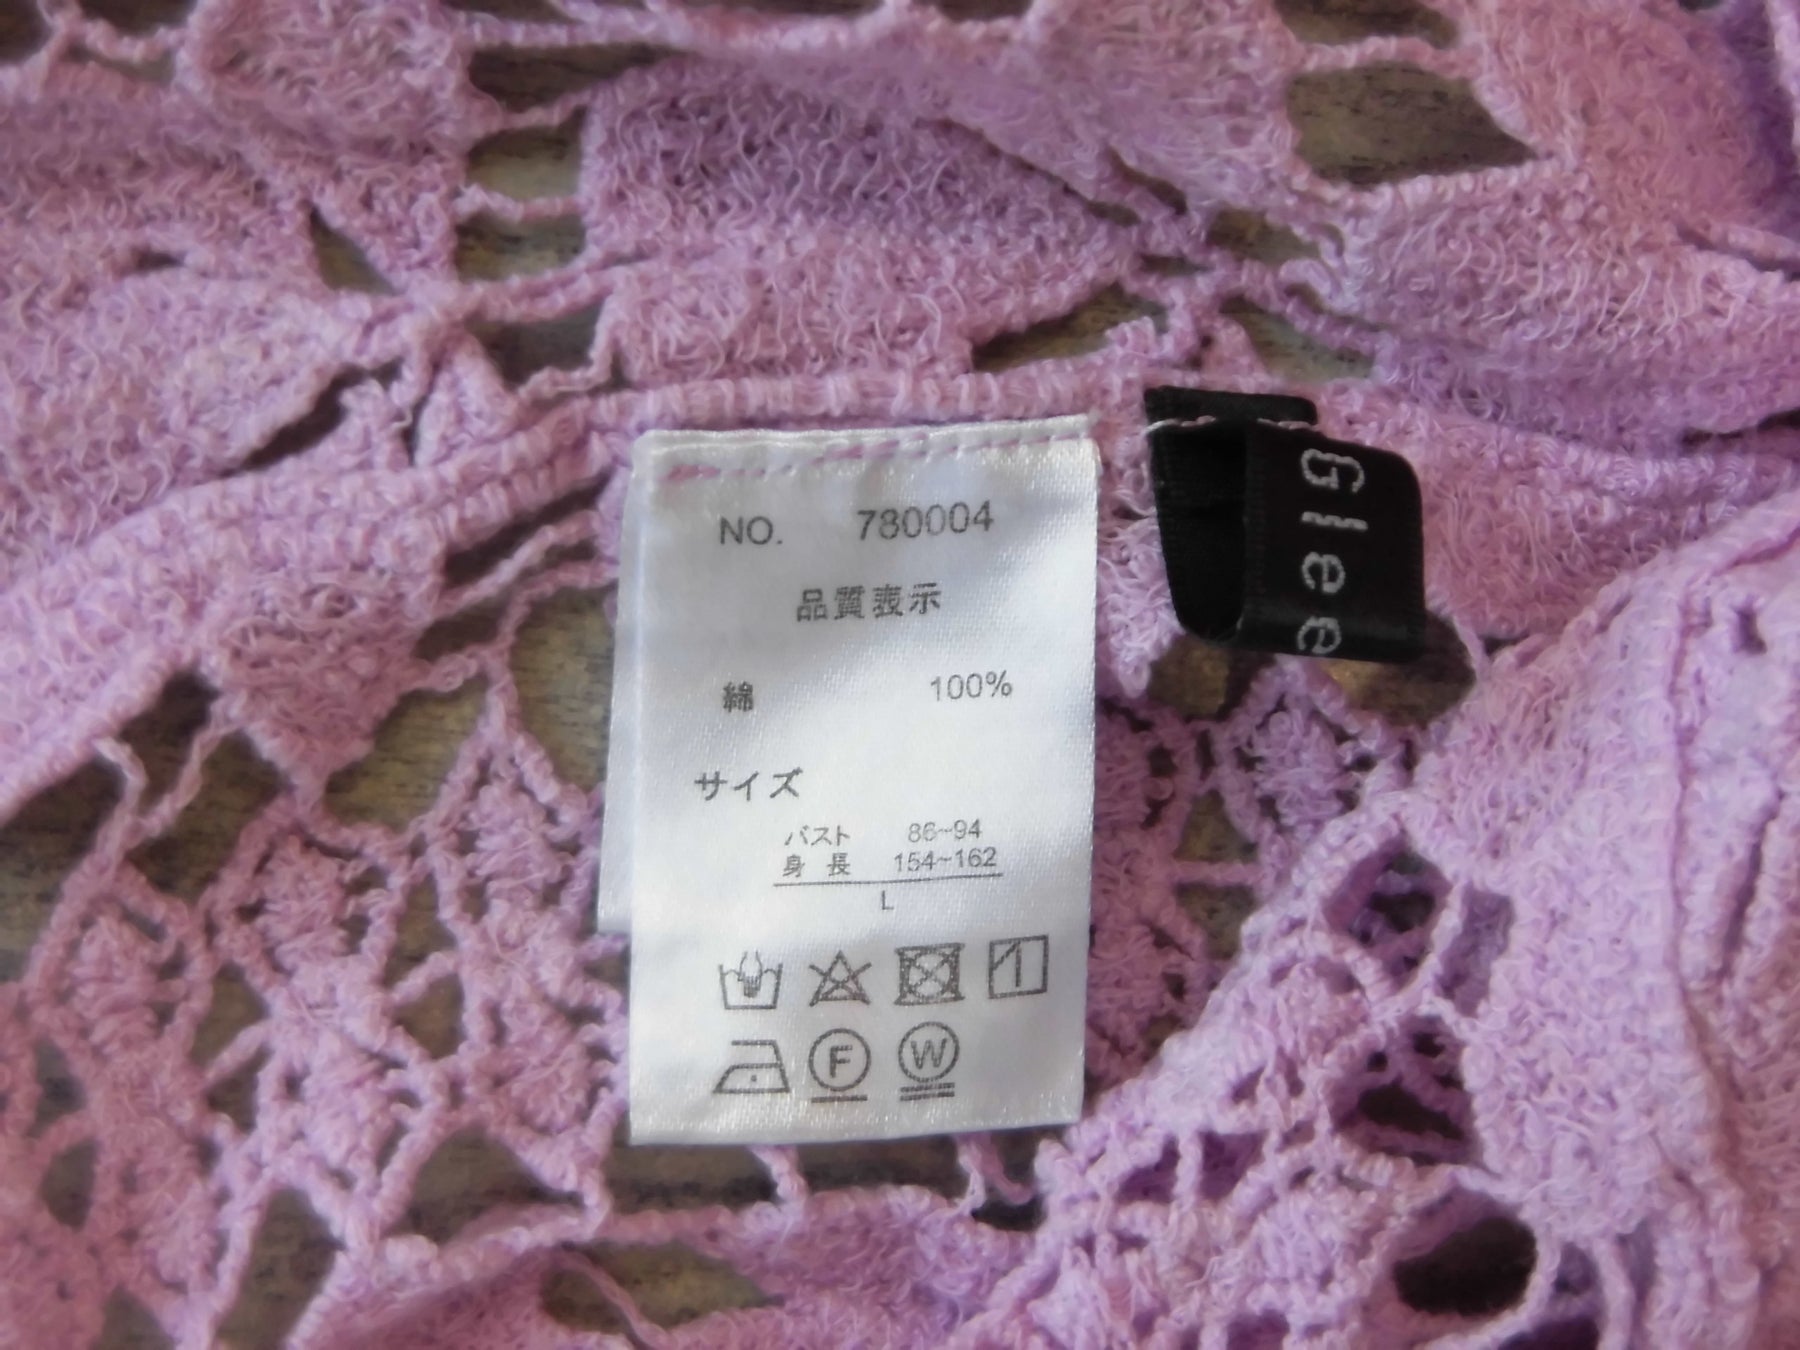 NO. 780004
品質表示
綿 100%
サイズ
バスト 86~94
身長 154~162
L
F W
Glee